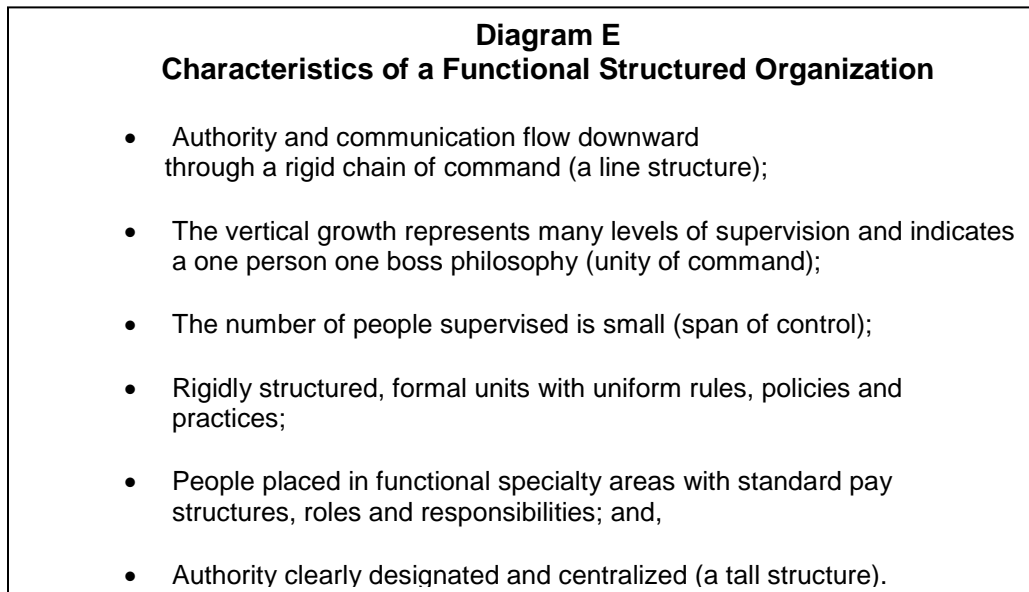 Diagram E
Characteristics of a Functional Structured Organization
• Authority and communication flow downward
through a rigid chain of command (a line structure);
• The vertical growth represents many levels of supervision and indicates
a one person one boss philosophy (unity of command);
• The number of people supervised is small (span of control);
• Rigidly structured, formal units with uniform rules, policies and
practices;
• People placed in functional specialty areas with standard pay
structures, roles and responsibilities; and,
• Authority clearly designated and centralized (a tall structure).